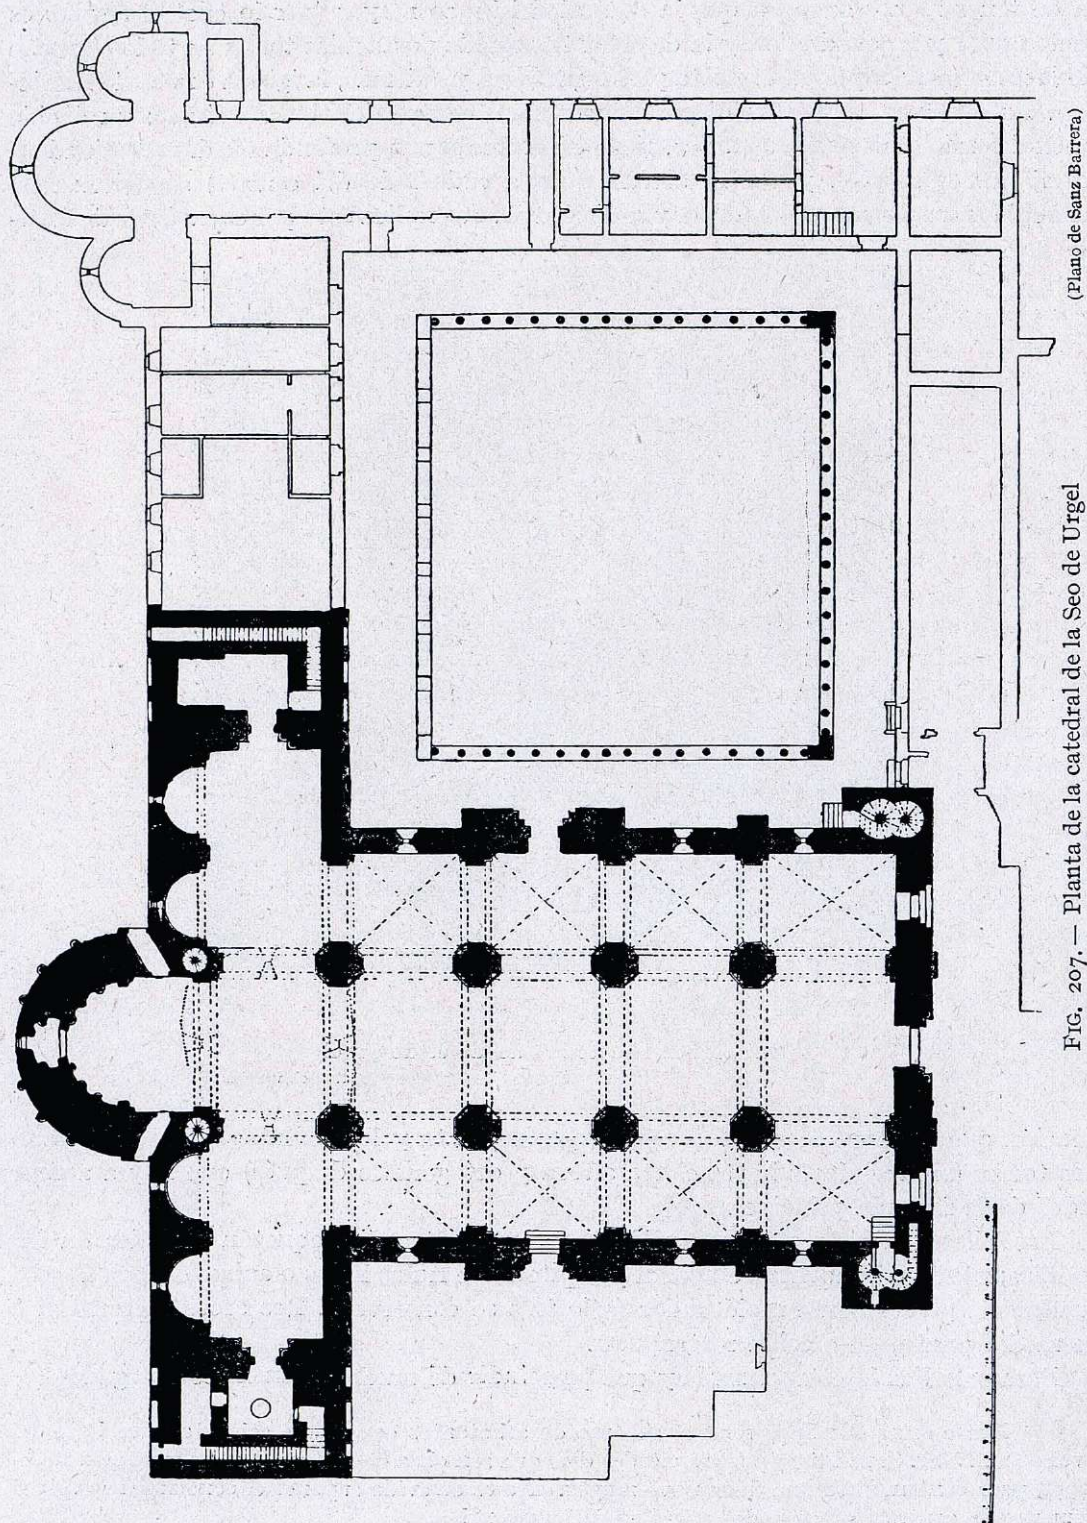 FIG. 207.— Planta de la catedral de la Seo de Urgel
(Plano de Sanz Barrera)